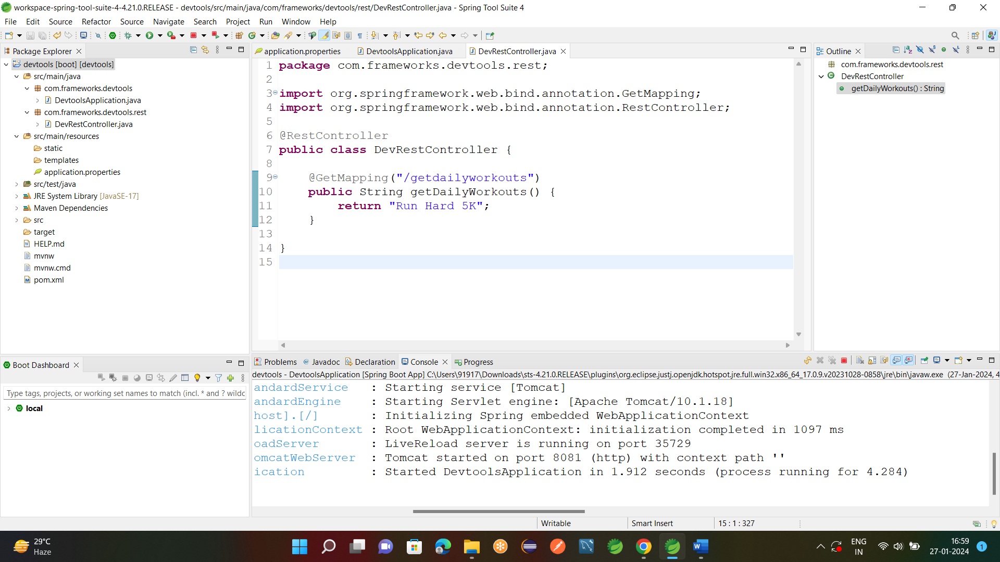 workspace-spring-tool-suite-4-4.21.0.RELEASE - devtools/src/main/java/com/frameworks/devtools/rest/DevRestController.java - Spring Tool Suite 4
File Edit Source Refactor Source Navigate Search Project Run Window Help
Package Explorer
devtools [boot] [devtools]
src/main/java
com.frameworks.devtools
DevtoolsApplication.java
com.frameworks.devtools.rest
DevRestController.java
src/main/resources
static
templates
application.properties
src/test/java
JRE System Library [JavaSE-17]
Maven Dependencies
src
target
HELP.md
mvnw
mvnw.cmd
pom.xml
application.properties DevtoolsApplication.java DevRestController.java
1 package com.frameworks.devtools.rest;
2
3 import org.springframework.web.bind.annotation.GetMapping;
4 import org.springframework.web.bind.annotation.RestController;
5
6 @RestController
7 public class DevRestController {
8
9 @GetMapping("/getdailyworkouts")
10 public String getDailyWorkouts() {
11 return "Run Hard 5K";
12 }
13
14 }
15
Outline
com.frameworks.devtools.rest
DevRestController
getDailyWorkouts() : String
Boot Dashboard
Type tags, projects, or working set names to match (incl. * and ? wildc
local
Problems Javadoc Declaration Console Progress
devtools - DevtoolsApplication [Spring Boot App] C:\Users\91917\Downloads\sts-4.21.0.RELEASE\plugins\org.eclipse.justj.openjdk.hotspot.jre.full.win32.x86_64_17.0.9.v20231028-0858\jre\bin\javaw.exe (27-Jan-2024, 4
andardService : Starting service [Tomcat]
andardEngine : Starting Servlet engine: [Apache Tomcat/10.1.18]
host].[/] : Initializing Spring embedded WebApplicationContext
licationContext : Root WebApplicationContext: initialization completed in 1097 ms
oadServer : LiveReload server is running on port 35729
omcatWebServer : Tomcat started on port 8081 (http) with context path ''
ication : Started DevtoolsApplication in 1.912 seconds (process running for 4.284)
Writable Smart Insert 15 : 1 : 327
29°C
Haze
ENG
IN
16:59
27-01-2024
1